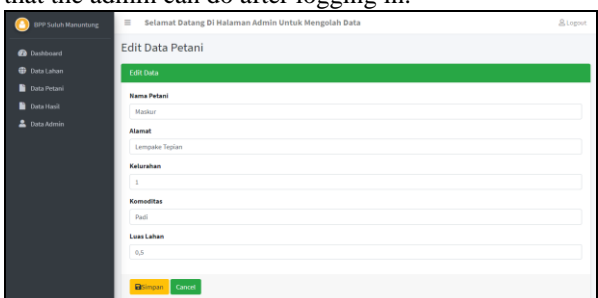 that the admin can do after logging in.
BPP Suluh Manuntung
Selamat Datang Di Halaman Admin Untuk Mengolah Data
Logout
Dashboard
Data Lahan
Data Petani
Data Hasil
Data Admin
Edit Data Petani
Edit Data
Nama Petani
Maskur
Alamat
Lempake Tepian
Kelurahan
1
Komoditas
Padi
Luas Lahan
0,5
Simpan
Cancel